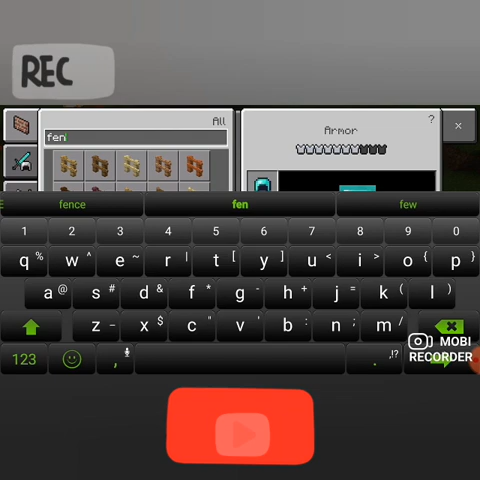 REC
All
fen
Armor
?
×
fence fen few
1 2 3 4 5 6 7 8 9 0
q % w ^ e ~ r | t [ y ] u < i > o { p }
a @ s # d & f * g - h + j = k ( l )
z _ x $ c " v ' b : n ; m /
MOBI
RECORDER
123 , . ,!?